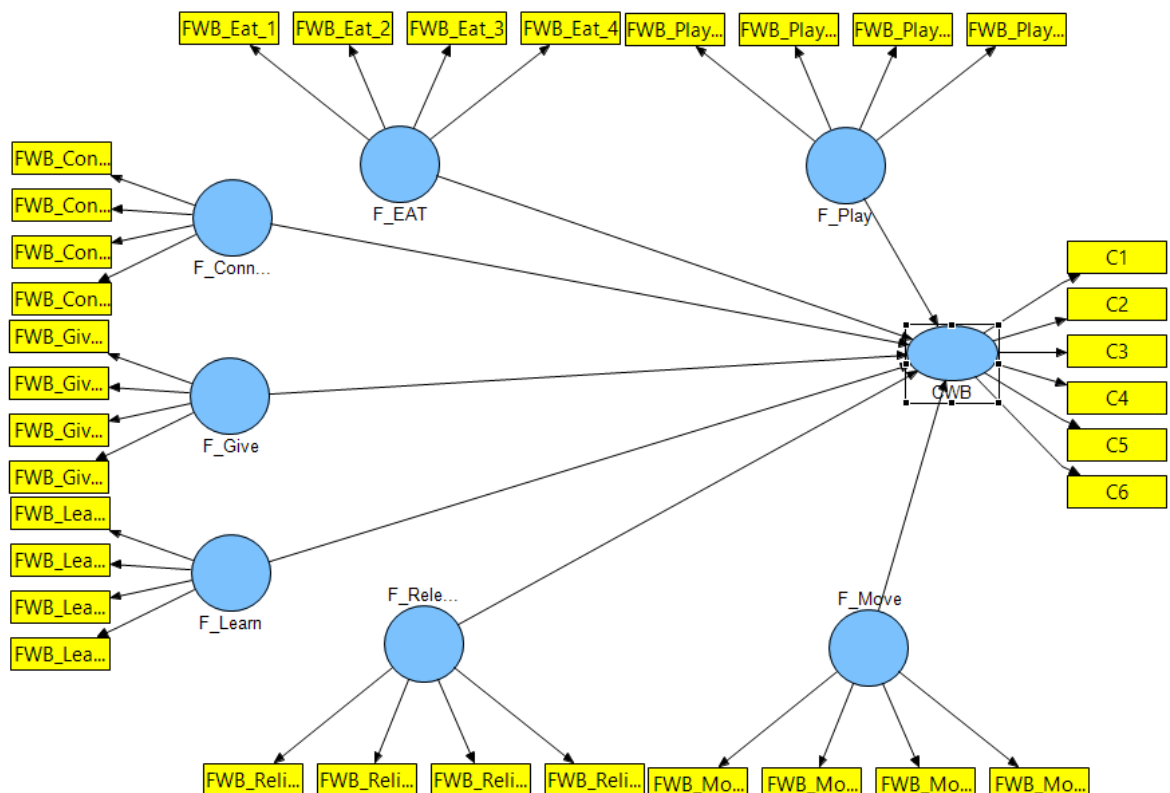 FWB_Eat_1
FWB_Eat_2
FWB_Eat_3
FWB_Eat_4
FWB_Play...
FWB_Play...
FWB_Play...
FWB_Play...
F_EAT
F_Play
FWB_Con...
FWB_Con...
FWB_Con...
FWB_Con...
F_Conn...
FWB_Giv...
FWB_Giv...
FWB_Giv...
FWB_Giv...
F_Give
FWB_Lea...
FWB_Lea...
FWB_Lea...
FWB_Lea...
F_Learn
CWB
C1
C2
C3
C4
C5
C6
F_Rele...
F_Move
FWB_Reli...
FWB_Reli...
FWB_Reli...
FWB_Reli...
FWB_Mo...
FWB_Mo...
FWB_Mo...
FWB_Mo...